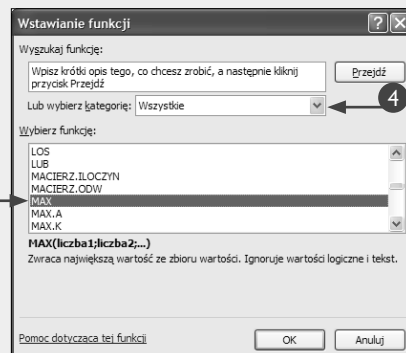 Wstawianie funkcji
Wyszukaj funkcję:
Wpisz krótki opis tego, co chcesz zrobić, a następnie kliknij
przycisk Przejdź
Przejdź
Lub wybierz kategorię: Wszystkie
4
Wybierz funkcję:
LOS
LUB
MACIERZ.ILOCZYN
MACIERZ.ODW
MAX
MAX.A
MAX.K
MAX(liczba1;liczba2;...)
Zwraca największą wartość ze zbioru wartości. Ignoruje wartości logiczne i tekst.
Pomoc dotycząca tej funkcji
OK
Anuluj